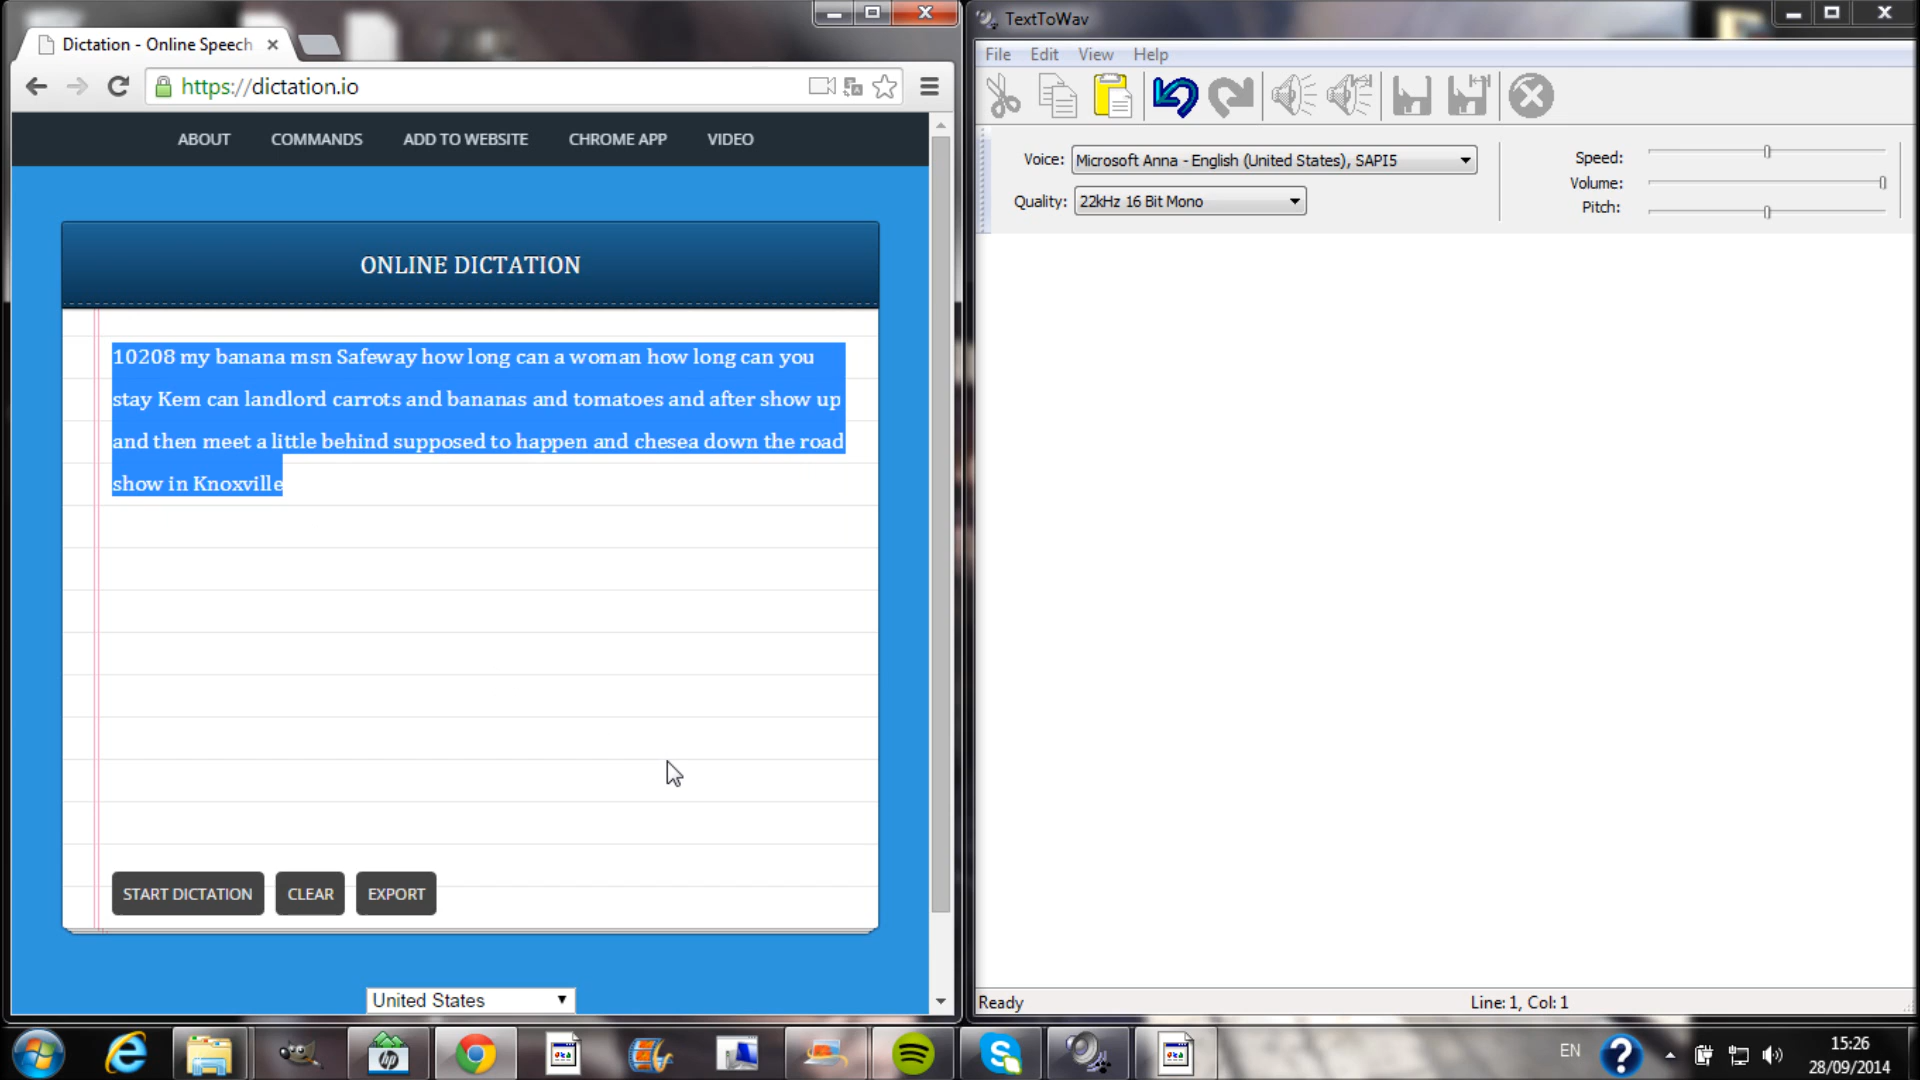 Dictation - Online Speech
https://dictation.io
ABOUT COMMANDS ADD TO WEBSITE CHROME APP VIDEO
ONLINE DICTATION
10208 my banana msn Safeway how long can a woman how long can you
stay Kem can landlord carrots and bananas and tomatoes and after show up
and then meet a little behind supposed to happen and chesea down the road
show in Knoxville
START DICTATION CLEAR EXPORT
United States
TextToWav
File Edit View Help
Voice: Microsoft Anna - English (United States), SAPI5
Quality: 22kHz 16 Bit Mono
Speed:
Volume:
Pitch:
Ready Line: 1, Col: 1
hp
EN
15:26
28/09/2014